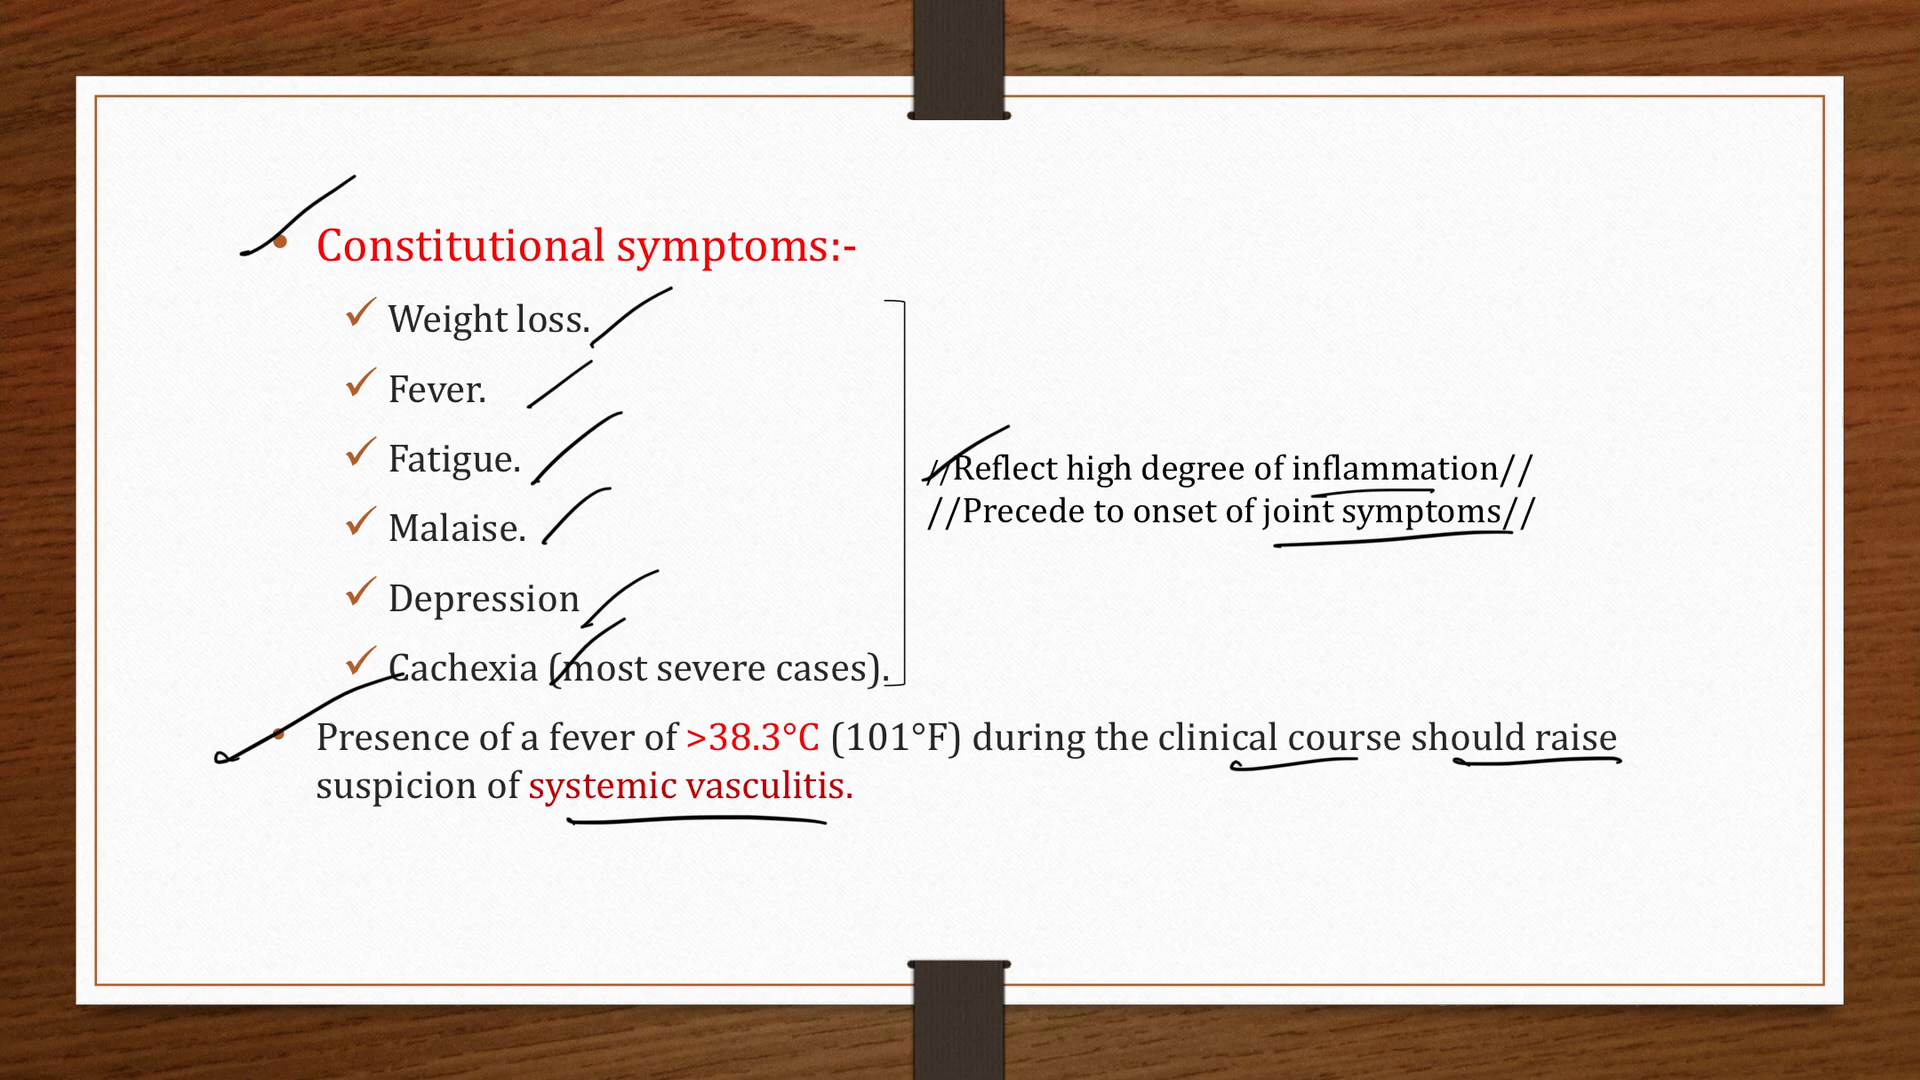 Constitutional symptoms:-
Weight loss.
Fever.
Fatigue.
Malaise.
Depression
Cachexia (most severe cases).
//Reflect high degree of inflammation//
//Precede to onset of joint symptoms//
Presence of a fever of >38.3°C (101°F) during the clinical course should raise
suspicion of systemic vasculitis.